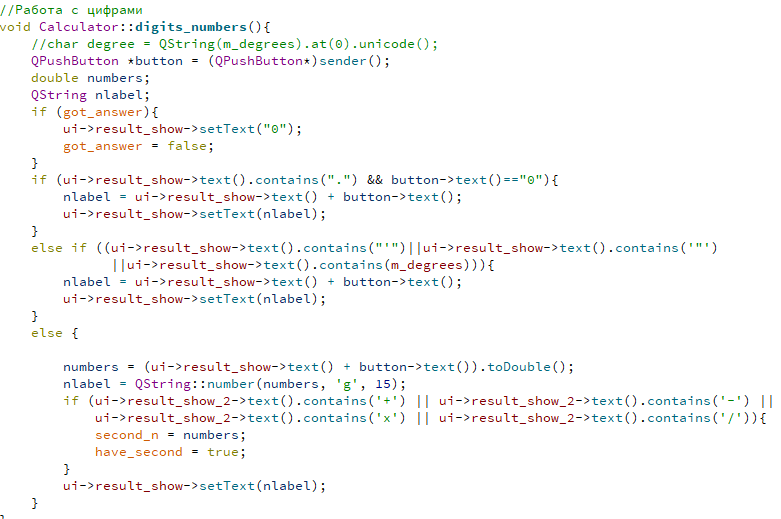 //Работа с цифрами
void Calculator::digits_numbers(){
    //char degree = QString(m_degrees).at(0).unicode();
    QPushButton *button = (QPushButton*)sender();
    double numbers;
    QString nlabel;
    if (got_answer){
        ui->result_show->setText("0");
        got_answer = false;
    }
    if (ui->result_show->text().contains(".") && button->text()=="0"){
        nlabel = ui->result_show->text() + button->text();
        ui->result_show->setText(nlabel);
    }
    else if ((ui->result_show->text().contains("'")||ui->result_show->text().contains('"')
              ||ui->result_show->text().contains(m_degrees))){
        nlabel = ui->result_show->text() + button->text();
        ui->result_show->setText(nlabel);
    }
    else {

        numbers = (ui->result_show->text() + button->text()).toDouble();
        nlabel = QString::number(numbers, 'g', 15);
        if (ui->result_show_2->text().contains('+') || ui->result_show_2->text().contains('-') ||
            ui->result_show_2->text().contains('x') || ui->result_show_2->text().contains('/')){
            second_n = numbers;
            have_second = true;
        }
        ui->result_show->setText(nlabel);
    }
}